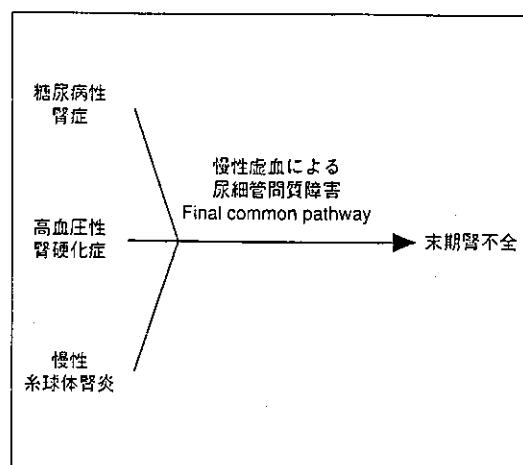 糖尿病性
腎症
慢性虚血による
尿細管間質障害
Final common pathway
高血圧性
腎硬化症
末期腎不全
慢性
糸球体腎炎